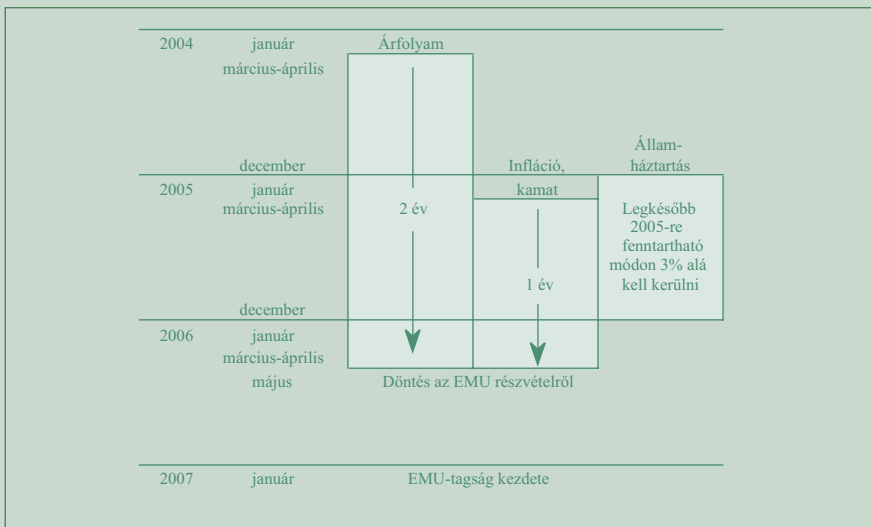 2004 január Árfolyam
március-április
Állam-
december Infláció, háztartás
2005 január kamat
március-április 2 év Legkésőbb
2005-re
fenntartható
módon 3% alá
1 év kell kerülni
december
2006 január
március-április
május Döntés az EMU részvételről
2007 január EMU-tagság kezdete